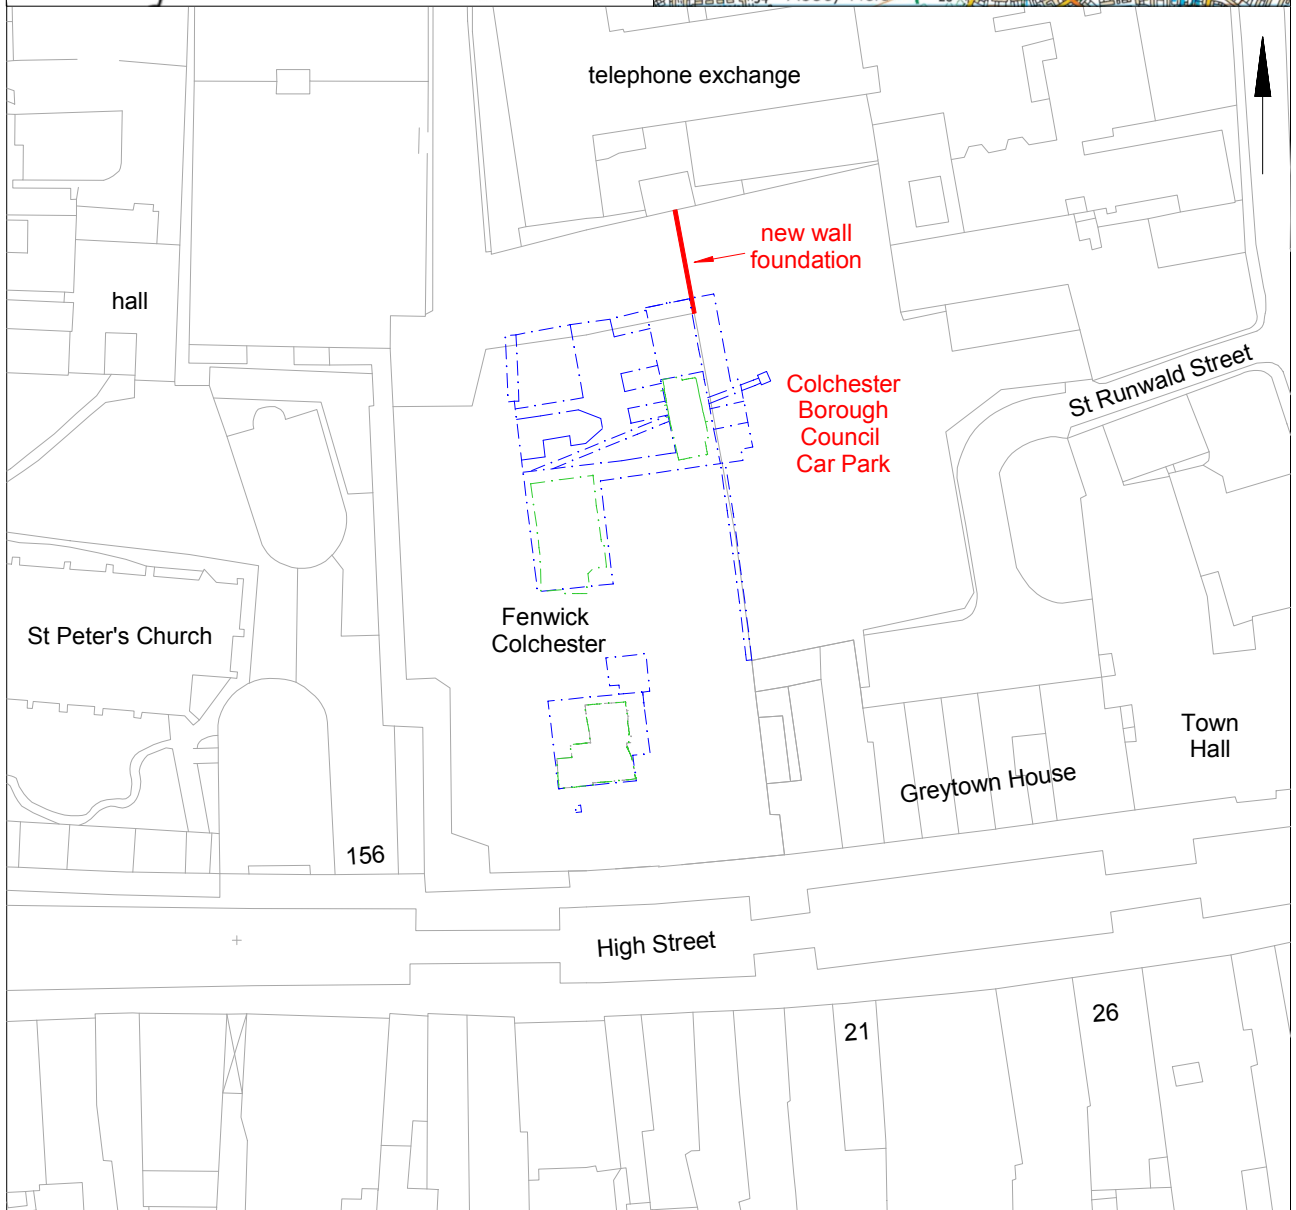 telephone exchange
new wall
foundation
hall
St Runwald Street
Colchester
Borough
Council
Car Park
Fenwick
Colchester
St Peter's Church
Town
Hall
Greytown House
156
High Street
21
26